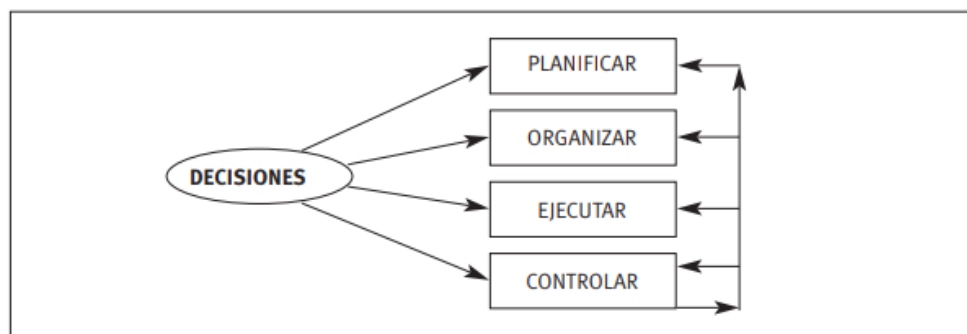 PLANIFICAR
ORGANIZAR
DECISIONES
EJECUTAR
CONTROLAR